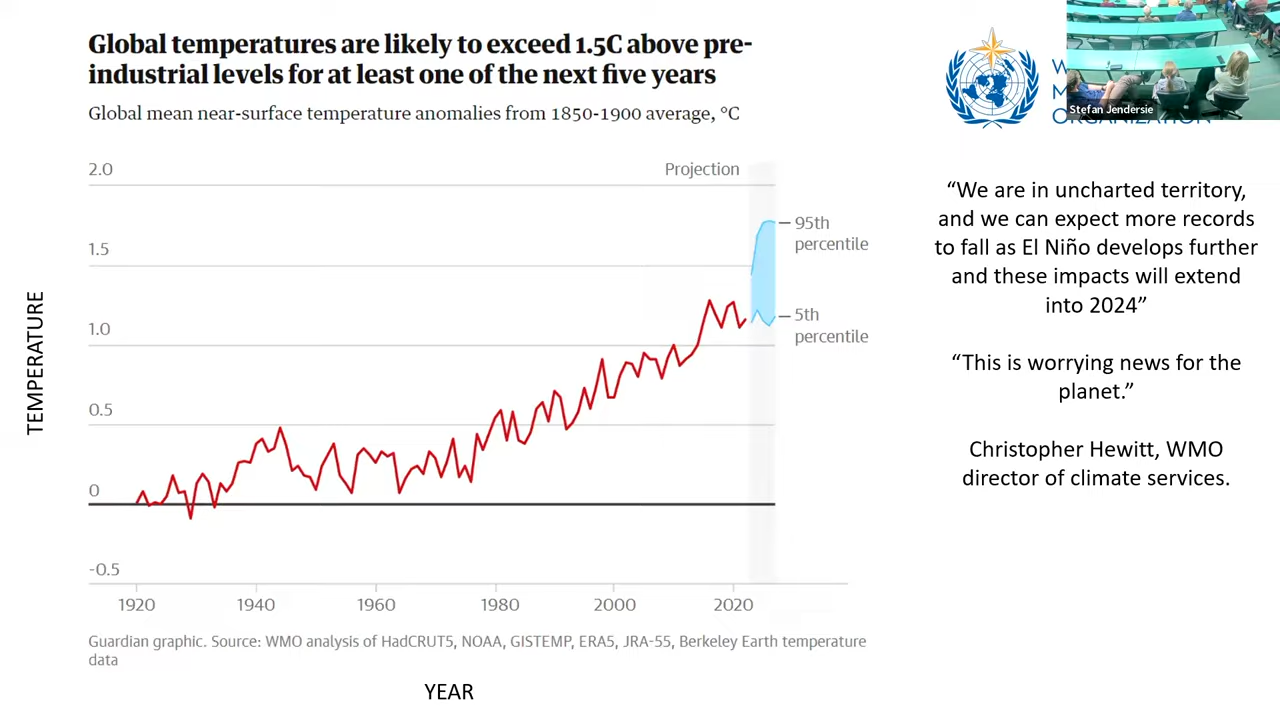 Global temperatures are likely to exceed 1.5C above pre-
industrial levels for at least one of the next five years
Global mean near-surface temperature anomalies from 1850-1900 average, °C
Projection
2.0
1.5
1.0
0.5
0
-0.5
95th
percentile
5th
percentile
1920 1940 1960 1980 2000 2020
TEMPERATURE
YEAR
Guardian graphic. Source: WMO analysis of HadCRUT5, NOAA, GISTEMP, ERA5, JRA-55, Berkeley Earth temperature
data
Stefan Jendersie
ORGANIZATION
“We are in uncharted territory,
and we can expect more records
to fall as El Niño develops further
and these impacts will extend
into 2024”
“This is worrying news for the
planet.”
Christopher Hewitt, WMO
director of climate services.